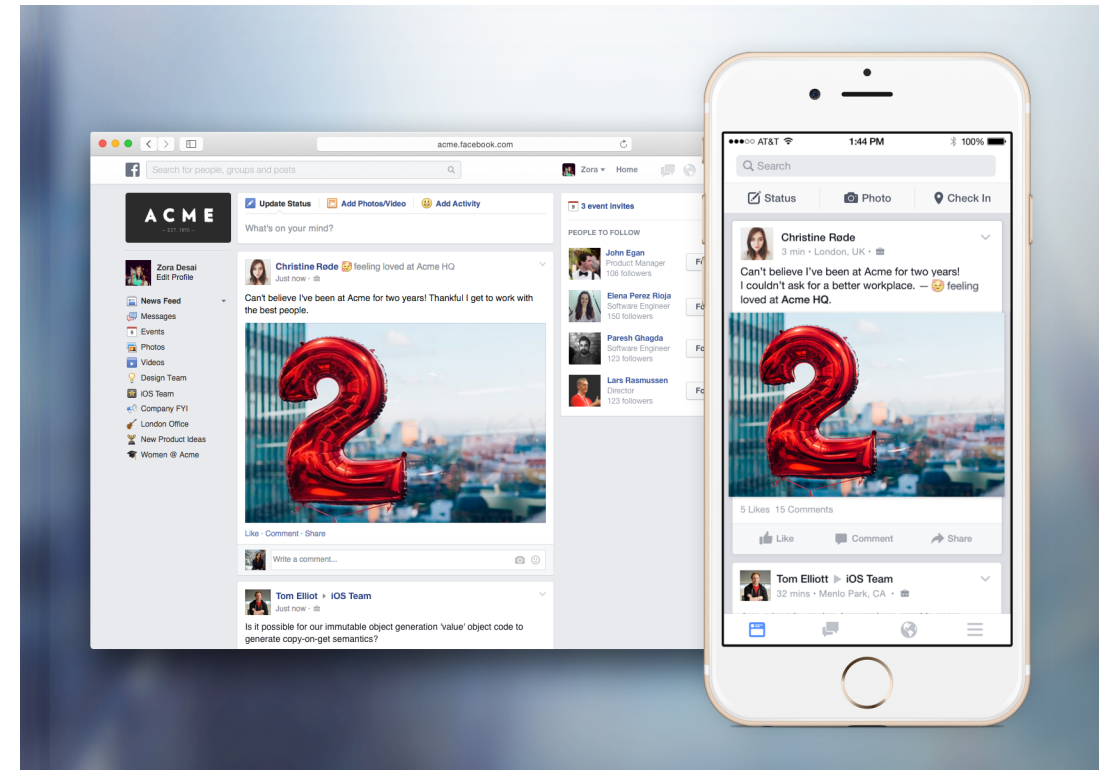 acme.facebook.com
Search for people, groups and posts
Zora
Home
ACME
– EST. 1910 –
Zora Desai
Edit Profile
News Feed
Messages
Events
Photos
Videos
Design Team
iOS Team
Company FYI
London Office
New Product Ideas
Women @ Acme
Update Status
Add Photos/Video
Add Activity
What's on your mind?
Christine Røde feeling loved at Acme HQ
Just now ·
Can't believe I've been at Acme for two years! Thankful I get to work with
the best people.
2
Like · Comment · Share
Write a comment...
Tom Elliot ▸ iOS Team
Just now ·
Is it possible for our immutable object generation 'value' object code to
generate copy-on-get semantics?
3 event invites
PEOPLE TO FOLLOW
John Egan
Product Manager
106 followers
Elena Perez Rioja
Software Engineer
150 followers
Paresh Ghagda
Software Engineer
123 followers
Lars Rasmussen
Director
123 followers
AT&T
1:44 PM
100%
Search
Status
Photo
Check In
Christine Røde
3 min • London, UK •
Can't believe I've been at Acme for two years!
I couldn't ask for a better workplace. — feeling
loved at Acme HQ.
2
5 Likes 15 Comments
Like
Comment
Share
Tom Elliott ▶ iOS Team
32 mins • Menlo Park, CA •